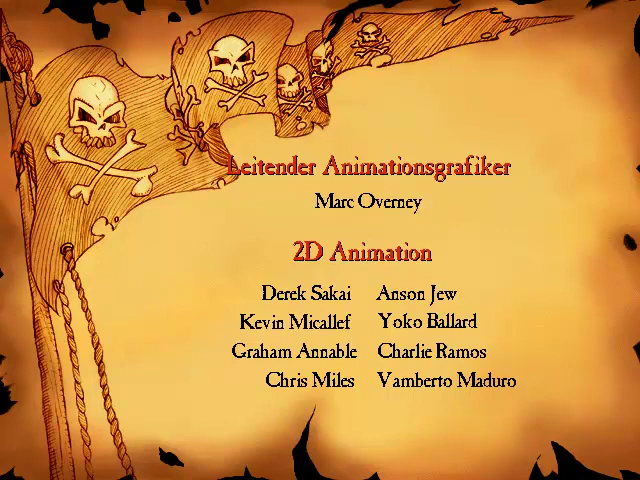 Leitender Animationsgrafiker
Marc Overney
2D Animation
Derek Sakai Anson Jew
Kevin Micallef Yoko Ballard
Graham Annable Charlie Ramos
Chris Miles Vamberto Maduro